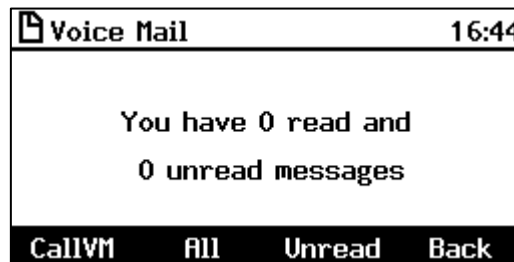 Voice Mail 16:44
You have 0 read and
0 unread messages
CallVM All Unread Back